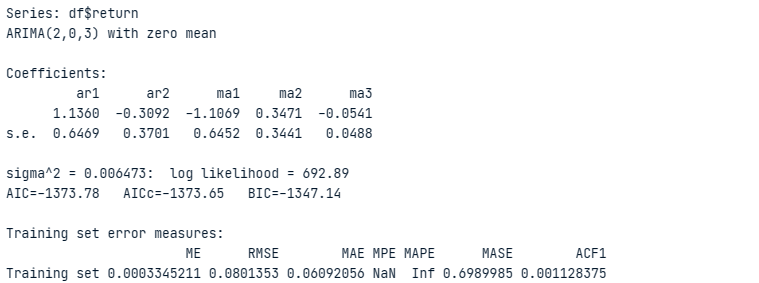 Series: df$return
ARIMA(2,0,3) with zero mean
Coefficients:
ar1 ar2 ma1 ma2 ma3
1.1360 -0.3092 -1.1069 0.3471 -0.0541
s.e. 0.6469 0.3701 0.6452 0.3441 0.0488
sigma^2 = 0.006473: log likelihood = 692.89
AIC=-1373.78 AICc=-1373.65 BIC=-1347.14
Training set error measures:
ME RMSE MAE MPE MAPE MASE ACF1
Training set 0.0003345211 0.0801353 0.06092056 NaN Inf 0.6989985 0.001128375